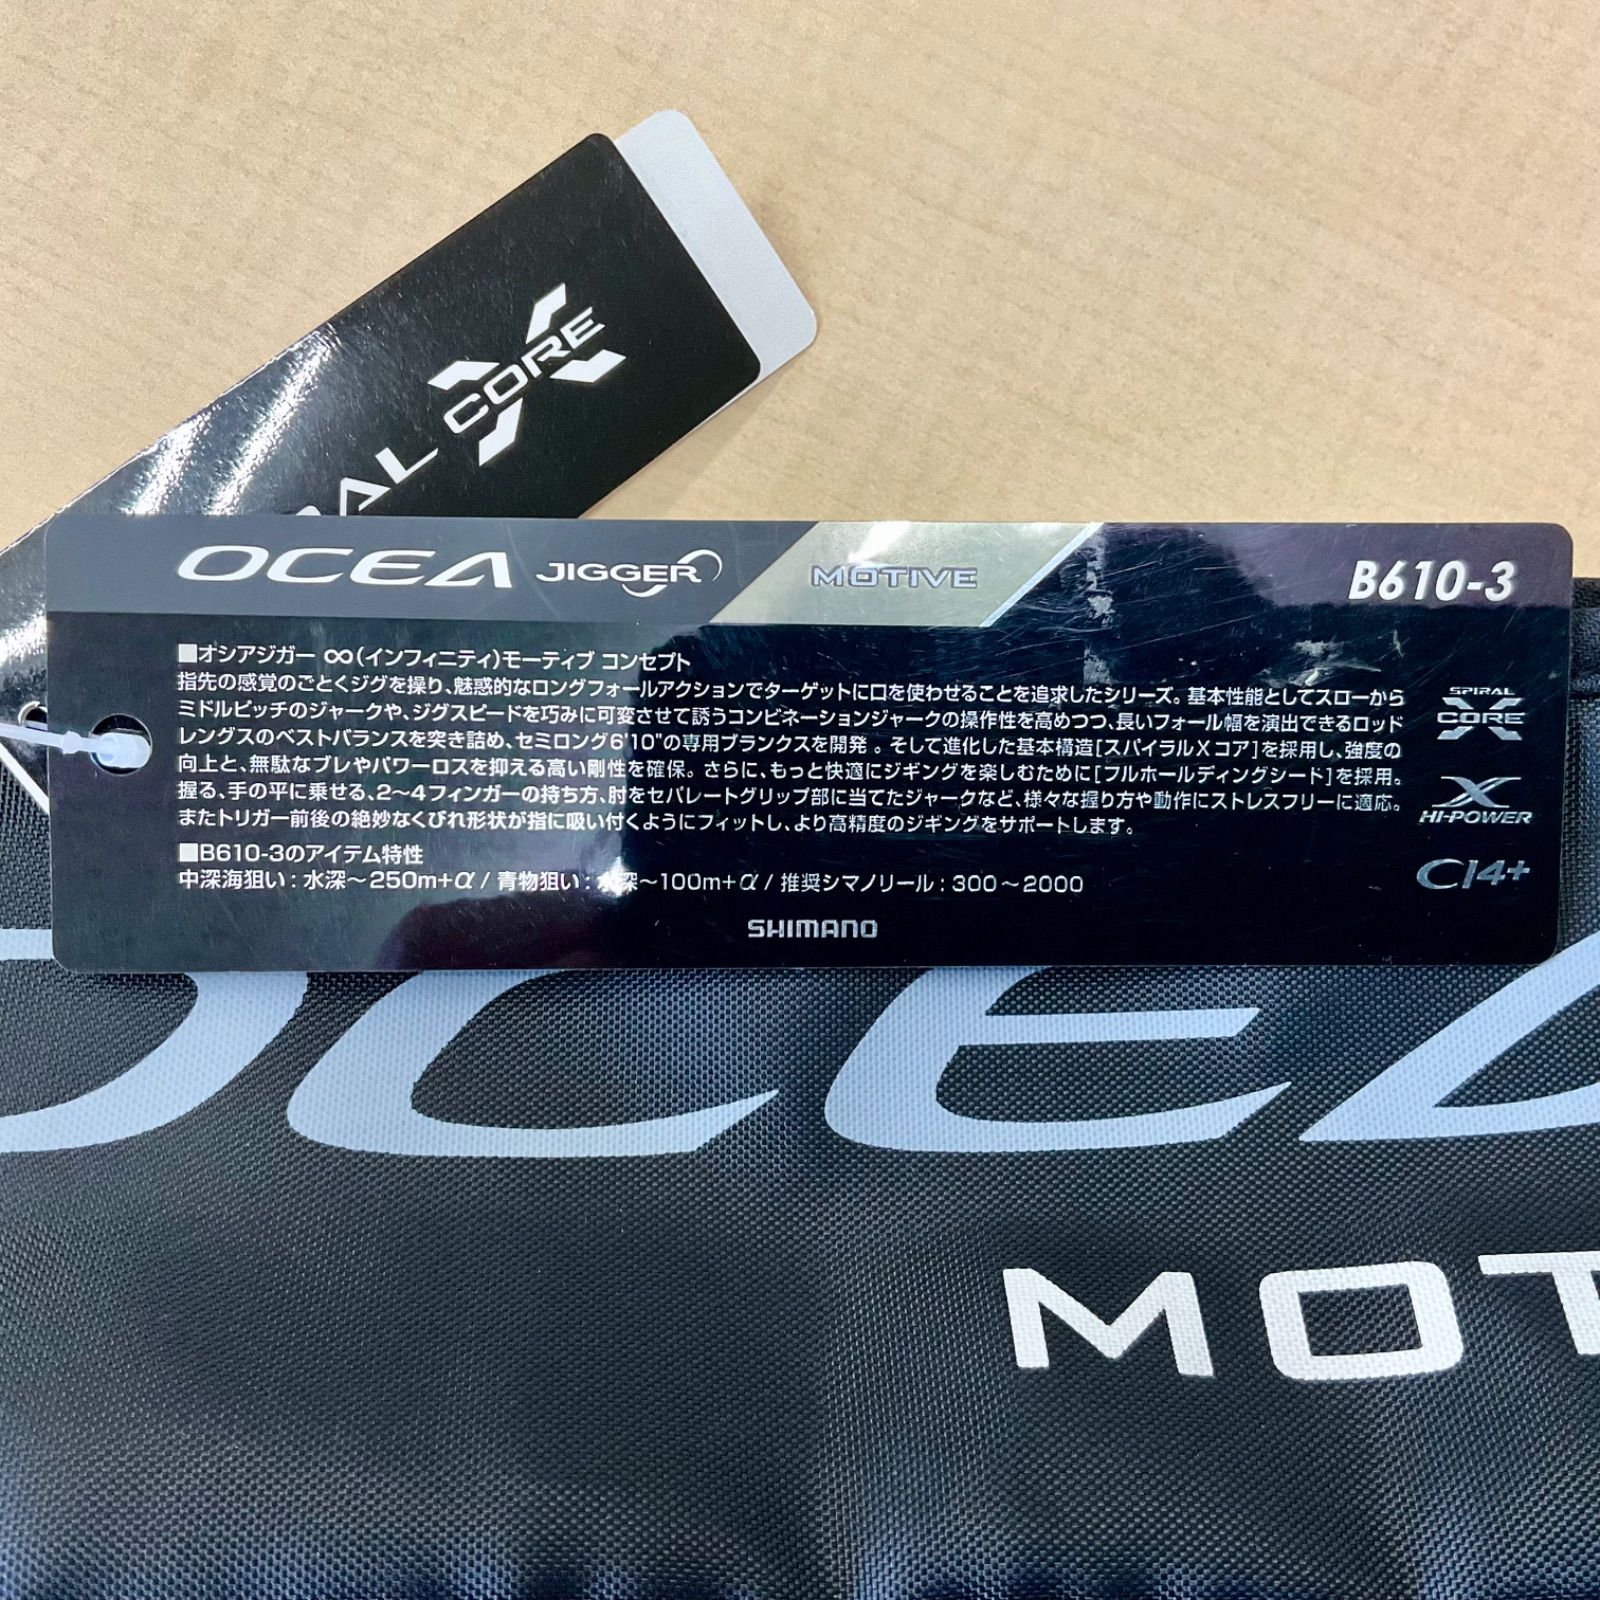 CORE
OCEA JIGGER MOTIVE B610-3
■オシアジガー ∞(インフィニティ)モーティブ コンセプト
指先の感覚のごとくジグを操り、魅惑的なロングフォールアクションでターゲットに口を使わせることを追求したシリーズ。基本性能としてスローから
ミドルピッチのジャークや、ジグスピードを巧みに可変させて誘うコンビネーションジャークの操作性を高めつつ、長いフォール幅を演出できるロッド
レングスのベストバランスを突き詰め、セミロング6'10"の専用ブランクスを開発。そして進化した基本構造[スパイラルXコア]を採用し、強度の
向上と、無駄なブレやパワーロスを抑える高い剛性を確保。さらに、もっと快適にジギングを楽しむために[フルホールディングシート]を採用。
握る、手の平に乗せる、2〜4フィンガーの持ち方、肘をセパレートグリップ部に当てたジャークなど、様々な握り方や動作にストレスフリーに適応。
またトリガー前後の絶妙なくびれ形状が指に吸い付くようにフィットし、より高精度のジギングをサポートします。
■B610-3のアイテム特性
中深海狙い：水深〜250m+α / 青物狙い：水深〜100m+α / 推奨シマノリール：300〜2000
SPIRAL
X CORE
X
HI-POWER
CI4+
SHIMANO
OCEA
MOT